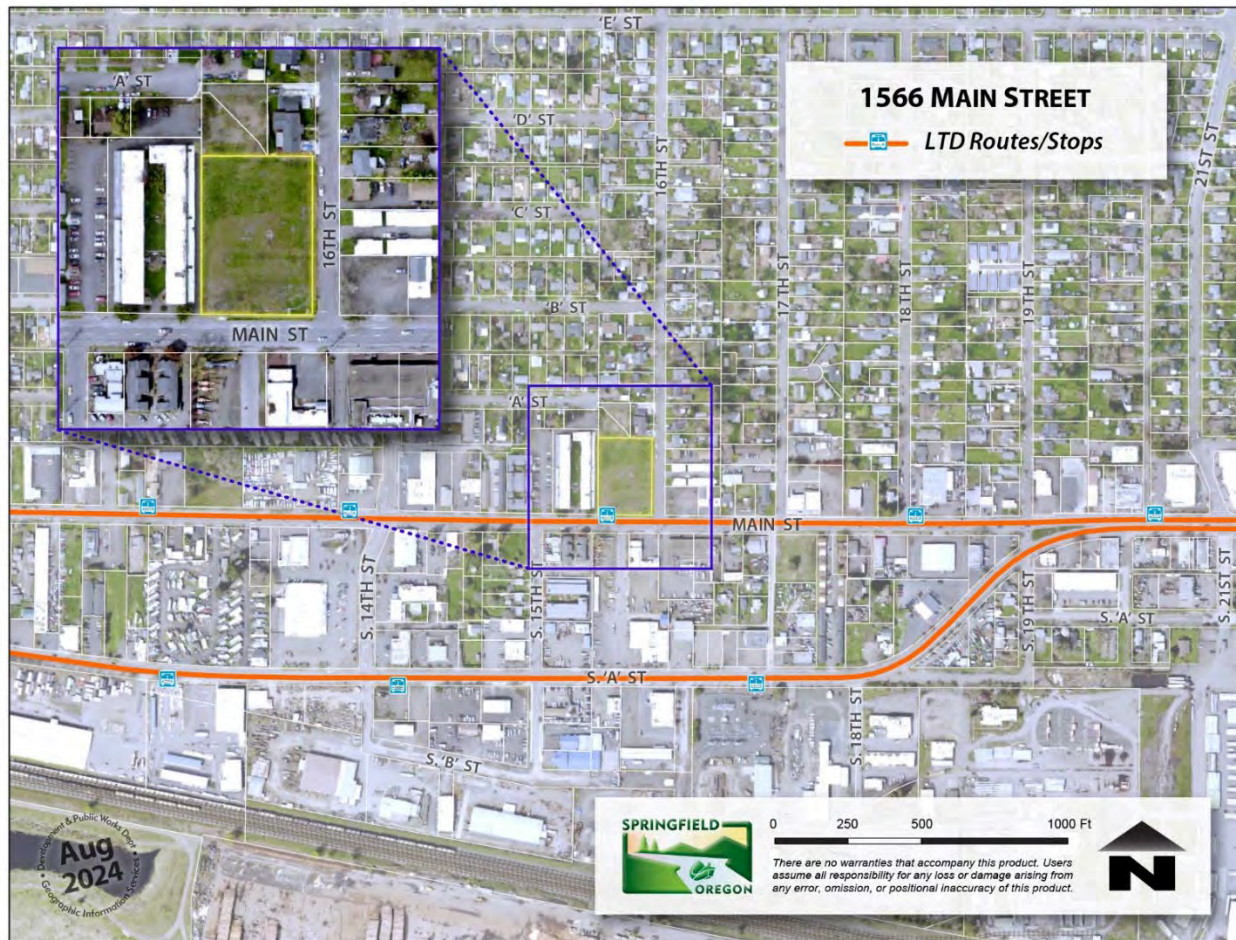 'E' ST
'A' ST
16TH ST
MAIN ST
1566 MAIN STREET
LTD Routes/Stops
'D' ST
16TH ST
21ST ST
'C' ST
'B' ST
17TH ST
18TH ST
19TH ST
'A' ST
MAIN ST
S. 14TH ST
S. 15TH ST
S. 19TH ST
S. 'A' ST
S. 21ST ST
S. 'A' ST
S. 18TH ST
S. 'B' ST
Development & Public Works Dept
Aug
2024
Geographic Information Services
SPRINGFIELD
OREGON
0 250 500 1000 Ft
There are no warranties that accompany this product. Users
assume all responsibility for any loss or damage arising from
any error, omission, or positional inaccuracy of this product.
N